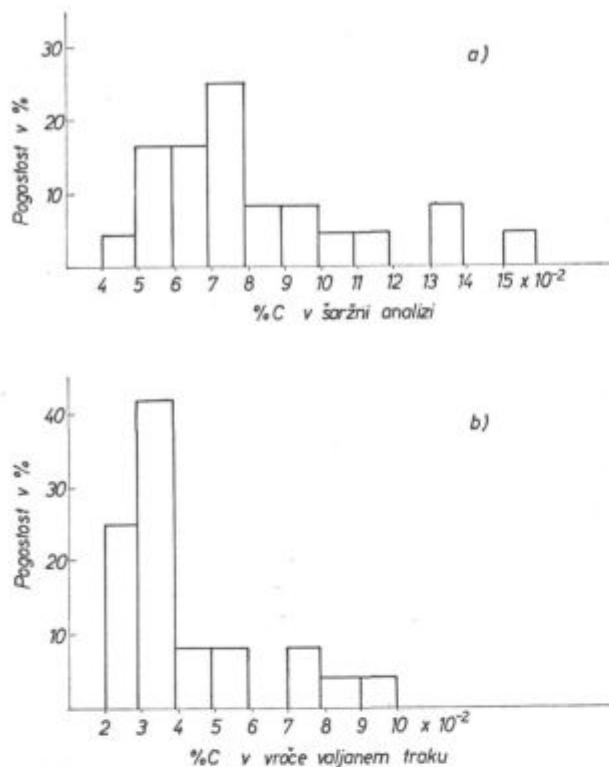 a)
Pogostost v %
30
20
10
4 5 6 7 8 9 10 11 12 13 14 15 x 10-2
%C v šaržni analizi
b)
Pogostost v %
40
30
20
10
2 3 4 5 6 7 8 9 10 x 10-2
%C v vroče valjanem traku